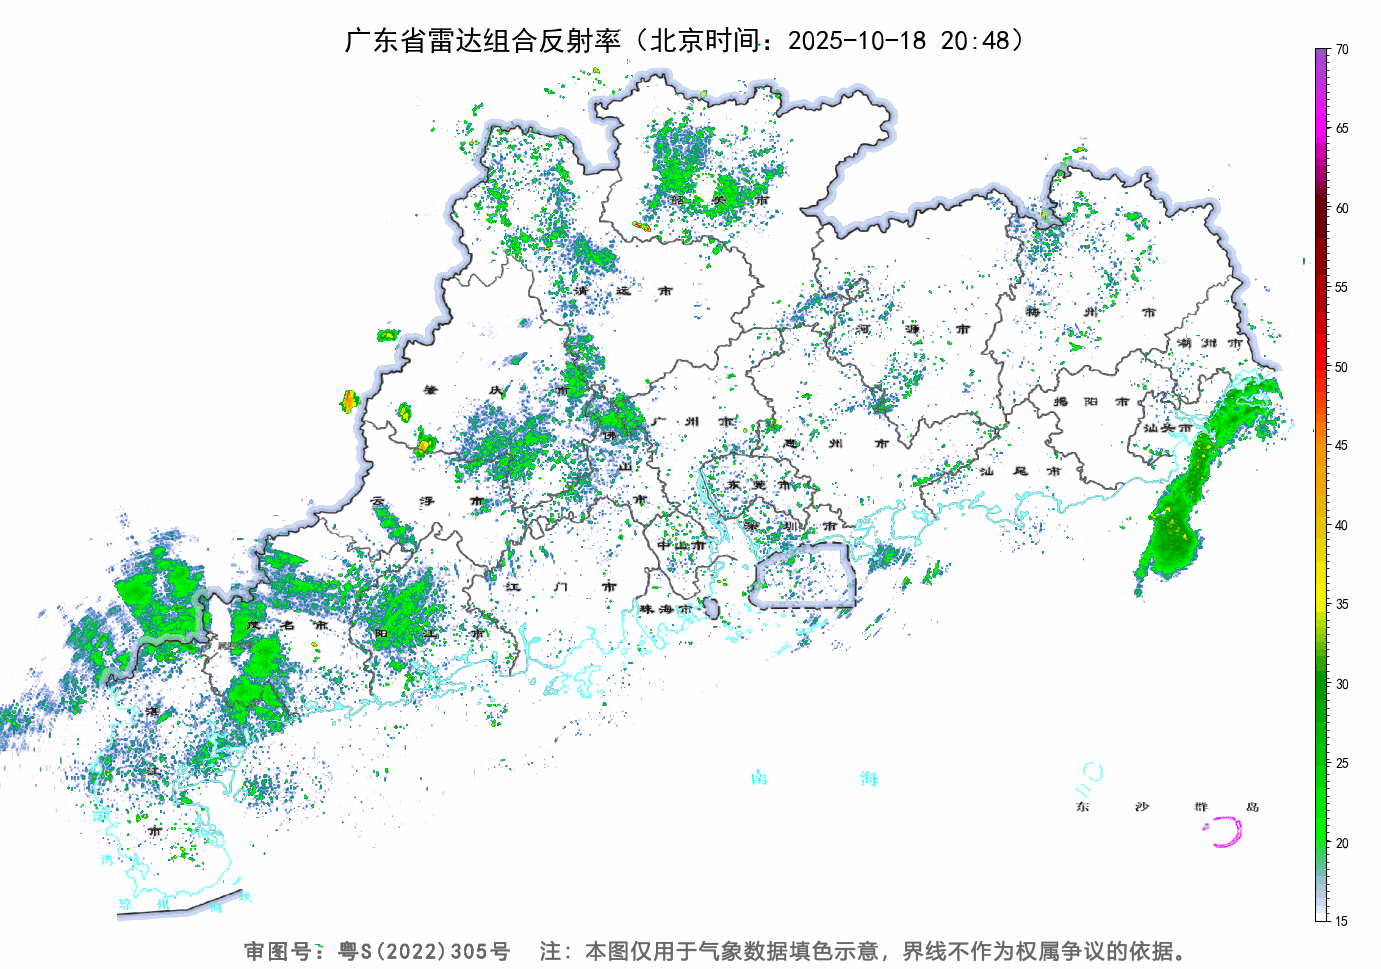 广东省雷达组合反射率（北京时间：2025-10-18 20:48）
70
65
60
55
50
45
40
35
30
25
20
15
韶 关 市
清 远 市
河 源 市
梅 州 市
潮 州 市
肇 庆 市
广 州 市
揭 阳 市
汕头市
佛 山 市
惠 州 市
汕 尾 市
云 浮 市
东 莞 市
深 圳 市
中山市
江 门 市
珠海市
茂 名 市
阳 江 市
湛 江 市
南 海
东 沙 群 岛
湾
琼 州 海 峡
审图号：粤S(2022)305号 注：本图仅用于气象数据填色示意，界线不作为权属争议的依据。